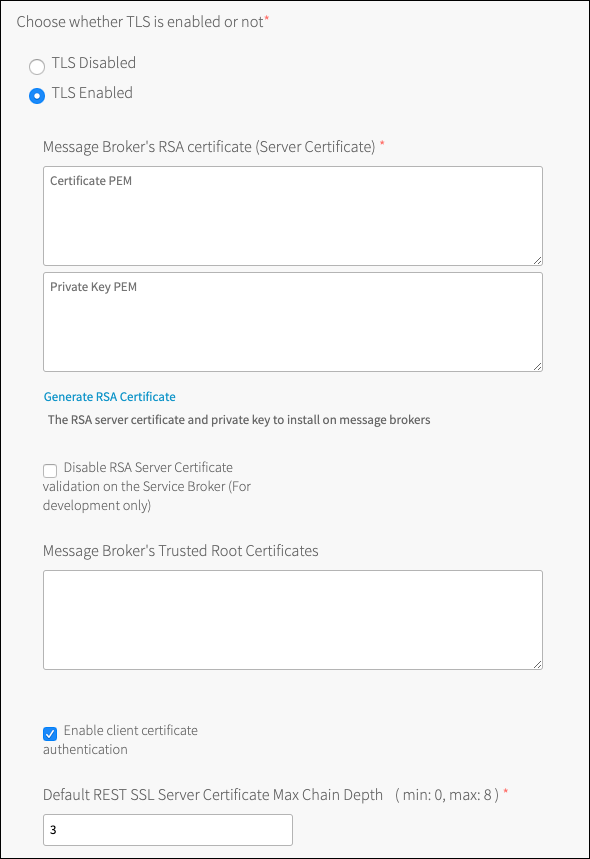 Choose whether TLS is enabled or not*
TLS Disabled
TLS Enabled
Message Broker's RSA certificate (Server Certificate) *
Certificate PEM
Private Key PEM
Generate RSA Certificate
The RSA server certificate and private key to install on message brokers
Disable RSA Server Certificate
validation on the Service Broker (For
development only)
Message Broker's Trusted Root Certificates
Enable client certificate
authentication
Default REST SSL Server Certificate Max Chain Depth ( min: 0, max: 8 ) *
3